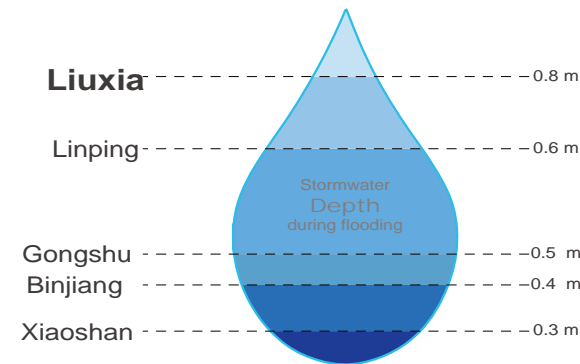 Liuxia 0.8 m
Linping 0.6 m
Stormwater
Depth
during flooding
Gongshu 0.5 m
Binjiang 0.4 m
Xiaoshan 0.3 m